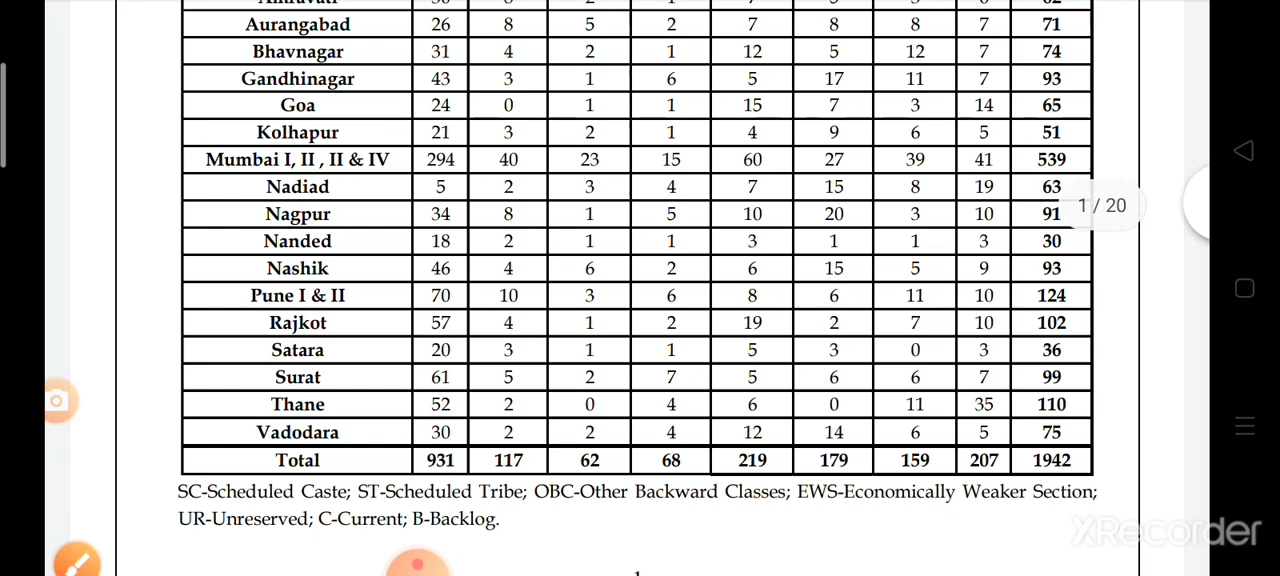 Aurangabad 26 8 5 2 7 8 8 7 71
Bhavnagar 31 4 2 1 12 5 12 7 74
Gandhinagar 43 3 1 6 5 17 11 7 93
Goa 24 0 1 1 15 7 3 14 65
Kolhapur 21 3 2 1 4 9 6 5 51
Mumbai I, II , II & IV 294 40 23 15 60 27 39 41 539
Nadiad 5 2 3 4 7 15 8 19 63
Nagpur 34 8 1 5 10 20 3 10 91
1 / 20
Nanded 18 2 1 1 3 1 1 3 30
Nashik 46 4 6 2 6 15 5 9 93
Pune I & II 70 10 3 6 8 6 11 10 124
Rajkot 57 4 1 2 19 2 7 10 102
Satara 20 3 1 1 5 3 0 3 36
Surat 61 5 2 7 5 6 6 7 99
Thane 52 2 0 4 6 0 11 35 110
Vadodara 30 2 2 4 12 14 6 5 75
Total 931 117 62 68 219 179 159 207 1942
SC-Scheduled Caste; ST-Scheduled Tribe; OBC-Other Backward Classes; EWS-Economically Weaker Section;
UR-Unreserved; C-Current; B-Backlog.
XRecorder